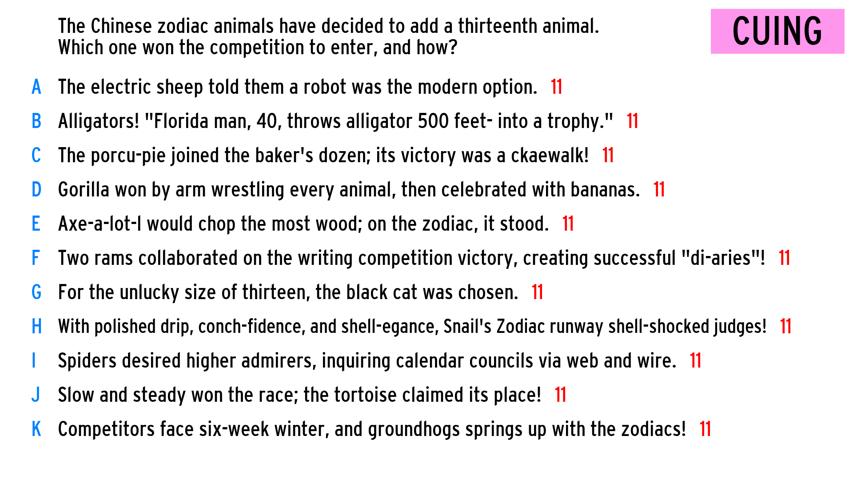 The Chinese zodiac animals have decided to add a thirteenth animal.
Which one won the competition to enter, and how?
CUING
A The electric sheep told them a robot was the modern option. 11
B Alligators! "Florida man, 40, throws alligator 500 feet- into a trophy." 11
C The porcu-pie joined the baker's dozen; its victory was a ckaewalk! 11
D Gorilla won by arm wrestling every animal, then celebrated with bananas. 11
E Axe-a-lot-l would chop the most wood; on the zodiac, it stood. 11
F Two rams collaborated on the writing competition victory, creating successful "di-aries"! 11
G For the unlucky size of thirteen, the black cat was chosen. 11
H With polished drip, conch-fidence, and shell-egance, Snail's Zodiac runway shell-shocked judges! 11
I Spiders desired higher admirers, inquiring calendar councils via web and wire. 11
J Slow and steady won the race; the tortoise claimed its place! 11
K Competitors face six-week winter, and groundhogs springs up with the zodiacs! 11